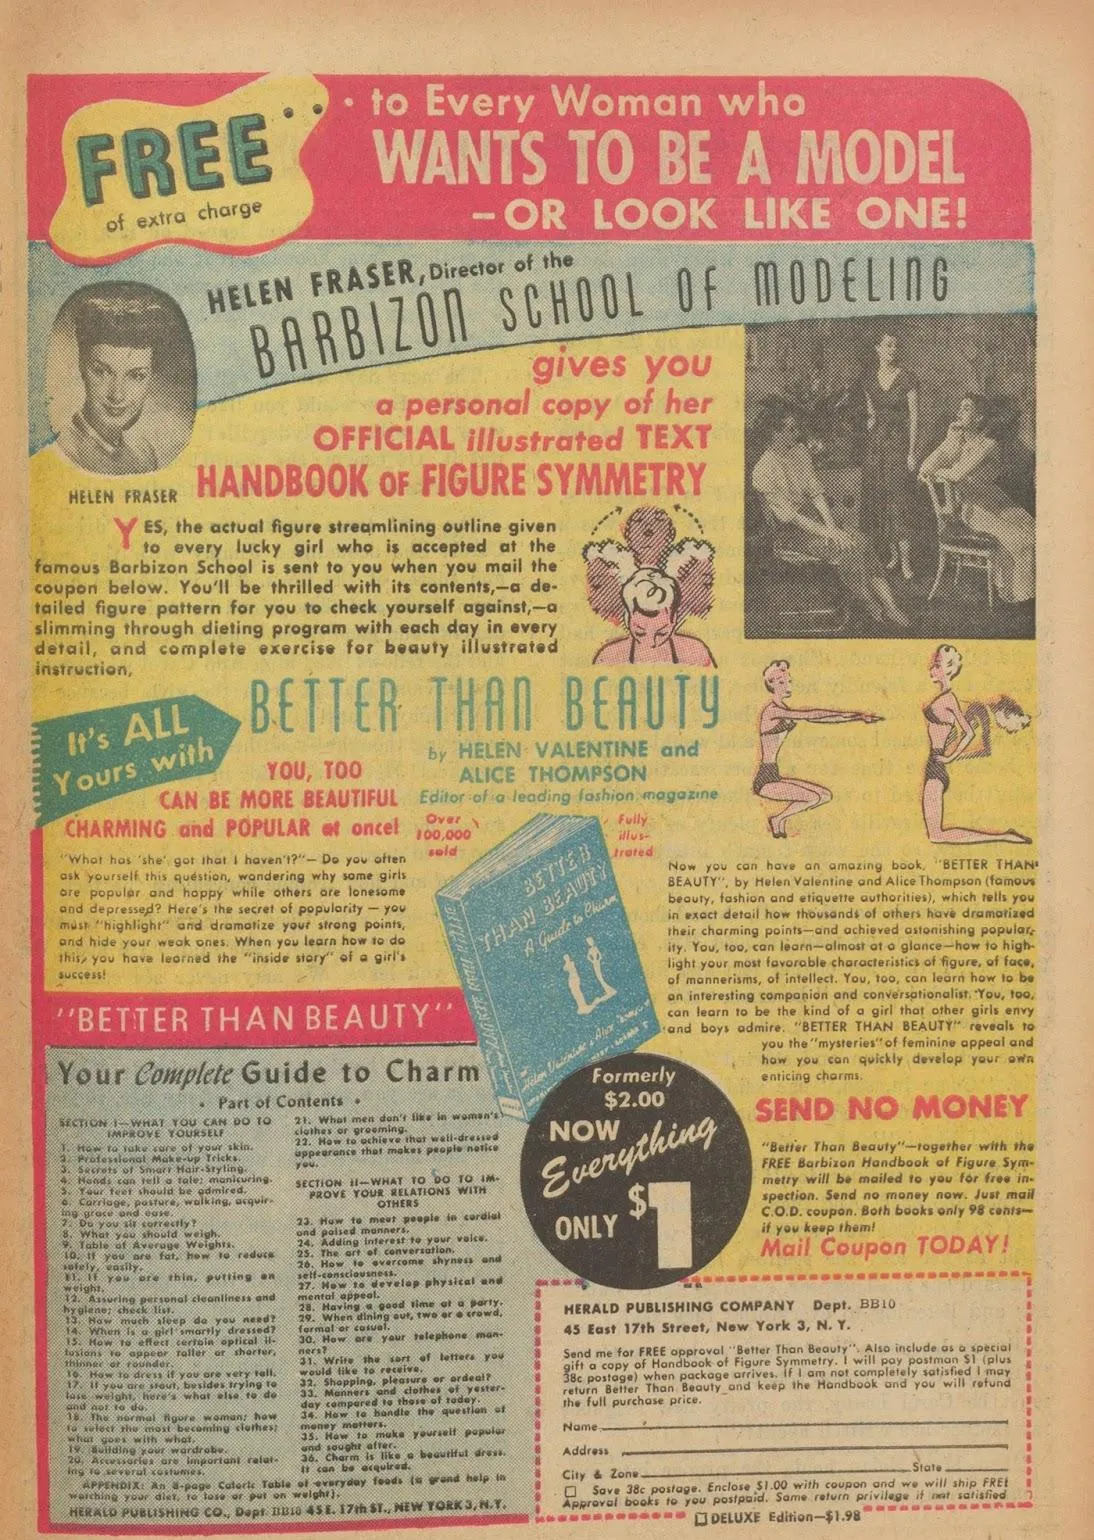 FREE
of extra charge
to Every Woman who
WANTS TO BE A MODEL
-OR LOOK LIKE ONE!
HELEN FRASER, Director of the
BARBIZON SCHOOL OF MODELING
HELEN FRASER
gives you
a personal copy of her
OFFICIAL illustrated TEXT
HANDBOOK OF FIGURE SYMMETRY
YES, the actual figure streamlining outline given
to every lucky girl who is accepted at the
famous Barbizon School is sent to you when you mail the
coupon below. You'll be thrilled with its contents,—a de-
tailed figure pattern for you to check yourself against,—a
slimming through dieting program with each day in every
detail, and complete exercise for beauty illustrated
instruction,
It's ALL
Yours with
BETTER THAN BEAUTY
by HELEN VALENTINE and
ALICE THOMPSON
Editor of a leading fashion magazine
YOU, TOO
CAN BE MORE BEAUTIFUL
CHARMING and POPULAR at once!
Over
100,000
sold
Fully
illus-
trated
"What has 'she' got that I haven't?"— Do you often
ask yourself this question, wondering why some girls
are popular and happy while others are lonesome
and depressed? Here's the secret of popularity — you
must "highlight" and dramatize your strong points,
and hide your weak ones. When you learn how to do
this, you have learned the "inside story" of a girl's
success!
BETTER
THAN BEAUTY
A Guide to Charm
Now you can have an amazing book, "BETTER THAN
BEAUTY", by Helen Valentine and Alice Thompson (famous
beauty, fashion and etiquette authorities), which tells you
in exact detail how thousands of others have dramatized
their charming points—and achieved astonishing popular-
ity. You, too, can learn—almost at a glance—how to high-
light your most favorable characteristics of figure, of face,
of mannerisms, of intellect. You, too, can learn how to be
an interesting companion and conversationalist. You, too,
can learn to be the kind of a girl that other girls envy
and boys admire. "BETTER THAN BEAUTY" reveals to
you the "mysteries" of feminine appeal and
how you can quickly develop your own
enticing charms.
"BETTER THAN BEAUTY"
Your Complete Guide to Charm
• Part of Contents •
SECTION I—WHAT YOU CAN DO TO
IMPROVE YOURSELF
1. How to take care of your skin.
2. Professional Make-up Tricks.
3. Secrets of Smart Hair-Styling.
4. Hands can tell a tale; manicuring.
5. Your feet should be admired.
6. Carriage, posture, walking, acquir-
ing grace and ease.
7. Do you sit correctly?
8. What you should weigh.
9. Table of Average Weights.
10. If you are fat, how to reduce
safely, easily.
11. If you are thin, putting on
weight.
12. Assuring personal cleanliness and
hygiene; check list.
13. How much sleep do you need?
14. When is a girl smartly dressed?
15. How to effect certain optical il-
lusions to appear taller or shorter,
thinner or rounder.
16. How to dress if you are very tall.
17. If you are stout, besides trying to
lose weight, here's what else to do
and not to do.
18. The normal figure woman; how
to select the most becoming clothes;
what goes with what.
19. Building your wardrobe.
20. Accessories are important relat-
ing to several costumes.
21. What men don't like in women's
clothes or grooming.
22. How to achieve that well-dressed
appearance that makes people notice
you.
SECTION II—WHAT TO DO TO IM-
PROVE YOUR RELATIONS WITH
OTHERS
23. How to meet people in cordial
and poised manners.
24. Adding interest to your voice.
25. The art of conversation.
26. How to overcome shyness and
self-consciousness.
27. How to develop physical and
mental appeal.
28. Having a good time at a party.
29. When dining out, two or a crowd,
formal or casual.
30. How are your telephone man-
ners?
31. Write the sort of letters you
would like to receive.
32. Shopping, pleasure or ordeal?
33. Manners and clothes of yester-
day compared to those of today.
34. How to handle the question of
money matters.
35. How to make yourself popular
and sought after.
36. Charm is like a beautiful dress.
It can be acquired.
APPENDIX: An 8-page Caloric Table of everyday foods (a grand help in
watching your diet, to lose or put on weight).
HERALD PUBLISHING CO., Dept. BB10 45 E. 17th ST., NEW YORK 3, N.Y.
Formerly
$2.00
NOW
Everything
ONLY $1
SEND NO MONEY
"Better Than Beauty"—together with the
FREE Barbizon Handbook of Figure Sym-
metry will be mailed to you for free in-
spection. Send no money now. Just mail
C.O.D. coupon. Both books only 98 cents—
if you keep them!
Mail Coupon TODAY!
HERALD PUBLISHING COMPANY Dept. BB10
45 East 17th Street, New York 3, N. Y.
Send me for FREE approval "Better Than Beauty". Also include as a special
gift a copy of Handbook of Figure Symmetry. I will pay postman $1 (plus
38c postage) when package arrives. If I am not completely satisfied I may
return Better Than Beauty and keep the Handbook and you will refund
the full purchase price.
Name
Address
City & Zone State
Save 38c postage. Enclose $1.00 with coupon and we will ship FREE
Approval books to you postpaid. Same return privilege if not satisfied
DELUXE Edition—$1.98